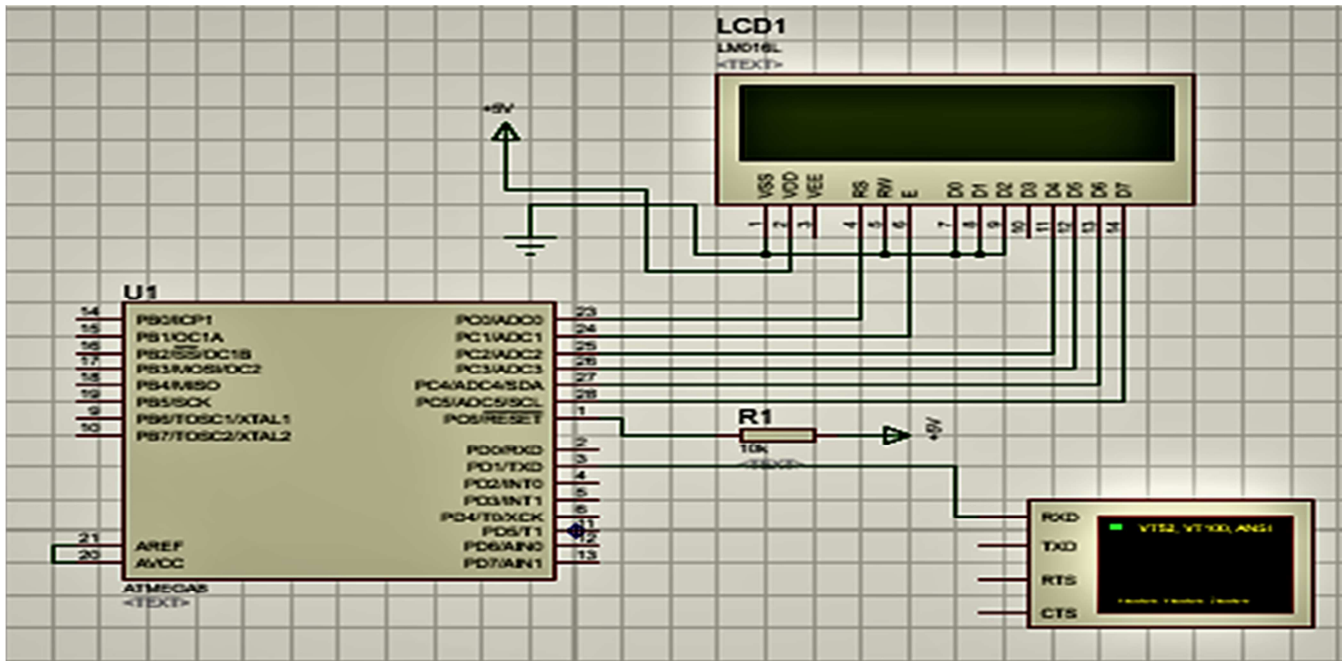 LCD1
LM016L
<TEXT>
+5V
VSS VDD VEE RS RW E D0 D1 D2 D3 D4 D5 D6 D7
1 2 3 4 5 6 7 8 9 10 11 12 13 14
U1
14 PB0/ICP1 PC0/ADC0 23
15 PB1/OC1A PC1/ADC1 24
16 PB2/SS/OC1B PC2/ADC2 25
17 PB3/MOSI/OC2 PC3/ADC3 26
18 PB4/MISO PC4/ADC4/SDA 27
19 PB5/SCK PC5/ADC5/SCL 28
9 PB6/TOSC1/XTAL1 PC6/RESET 1
10 PB7/TOSC2/XTAL2
R1
10k
<TEXT>
+5V
PD0/RXD 2
PD1/TXD 3
PD2/INT0 4
PD3/INT1 5
PD4/T0/XCK 6
PD5/T1 11
21 AREF PD6/AIN0 12
20 AVCC PD7/AIN1 13
ATMEGA8
<TEXT>
RXD
VT52, VT100, ANSI
TXD
RTS
CTS